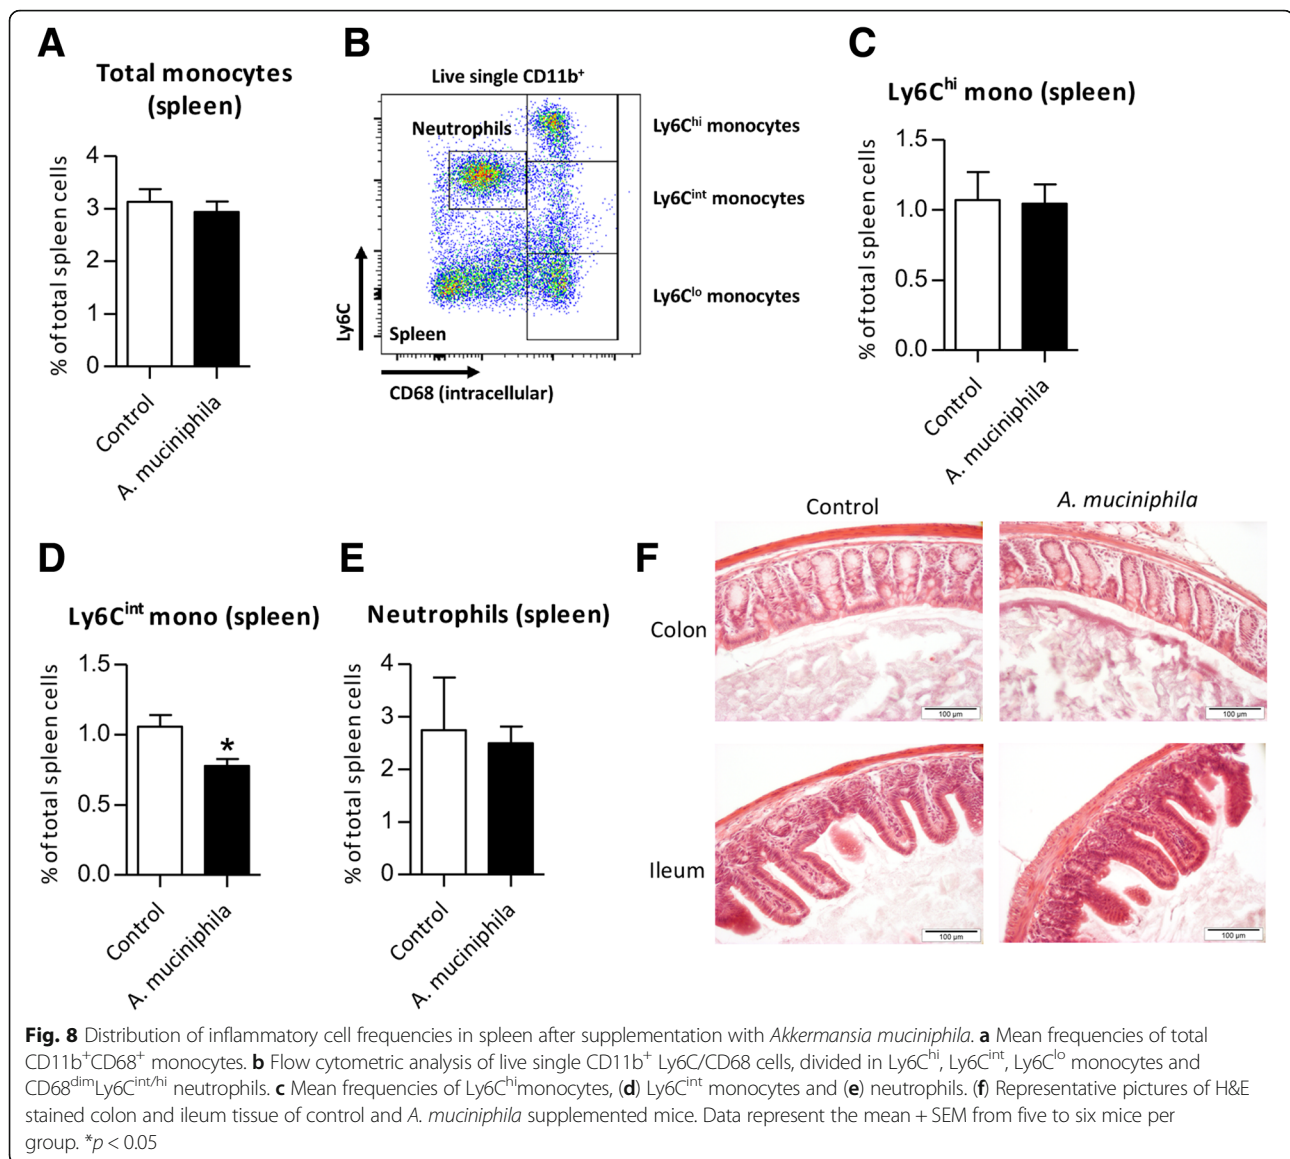 A
Total monocytes
(spleen)
% of total spleen cells
4
3
2
1
0
Control
A. muciniphila
B
Live single CD11b+
Neutrophils
Ly6Chi monocytes
Ly6Cint monocytes
Ly6Clo monocytes
Ly6C
Spleen
CD68 (intracellular)
C
Ly6Chi mono (spleen)
% of total spleen cells
1.5
1.0
0.5
0.0
Control
A. muciniphila
D
Ly6Cint mono (spleen)
% of total spleen cells
1.5
1.0
0.5
0.0
*
Control
A. muciniphila
E
Neutrophils (spleen)
% of total spleen cells
4
3
2
1
0
Control
A. muciniphila
F
Control
A. muciniphila
Colon
100 µm
100 µm
Ileum
100 µm
100 µm
Fig. 8 Distribution of inflammatory cell frequencies in spleen after supplementation with Akkermansia muciniphila. a Mean frequencies of total
CD11b+CD68+ monocytes. b Flow cytometric analysis of live single CD11b+ Ly6C/CD68 cells, divided in Ly6Chi, Ly6Cint, Ly6Clo monocytes and
CD68dimLy6Cint/hi neutrophils. c Mean frequencies of Ly6Chimonocytes, (d) Ly6Cint monocytes and (e) neutrophils. (f) Representative pictures of H&E
stained colon and ileum tissue of control and A. muciniphila supplemented mice. Data represent the mean + SEM from five to six mice per
group. *p < 0.05